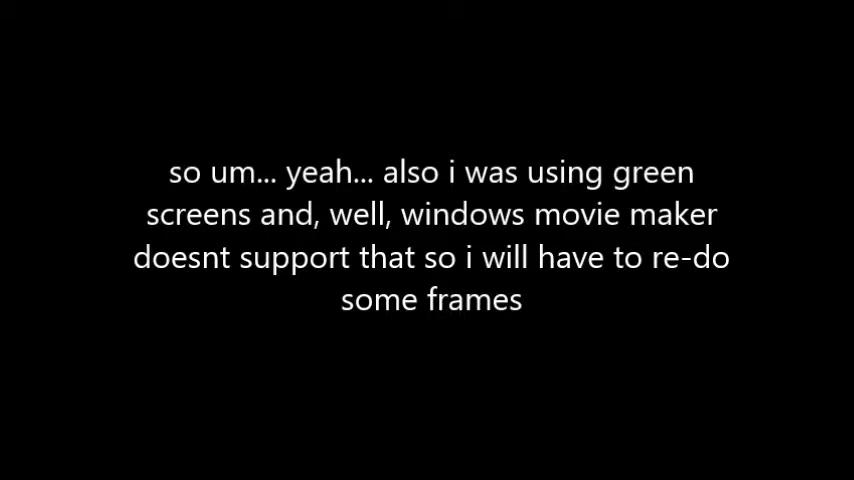 so um... yeah... also i was using green
screens and, well, windows movie maker
doesnt support that so i will have to re-do
some frames